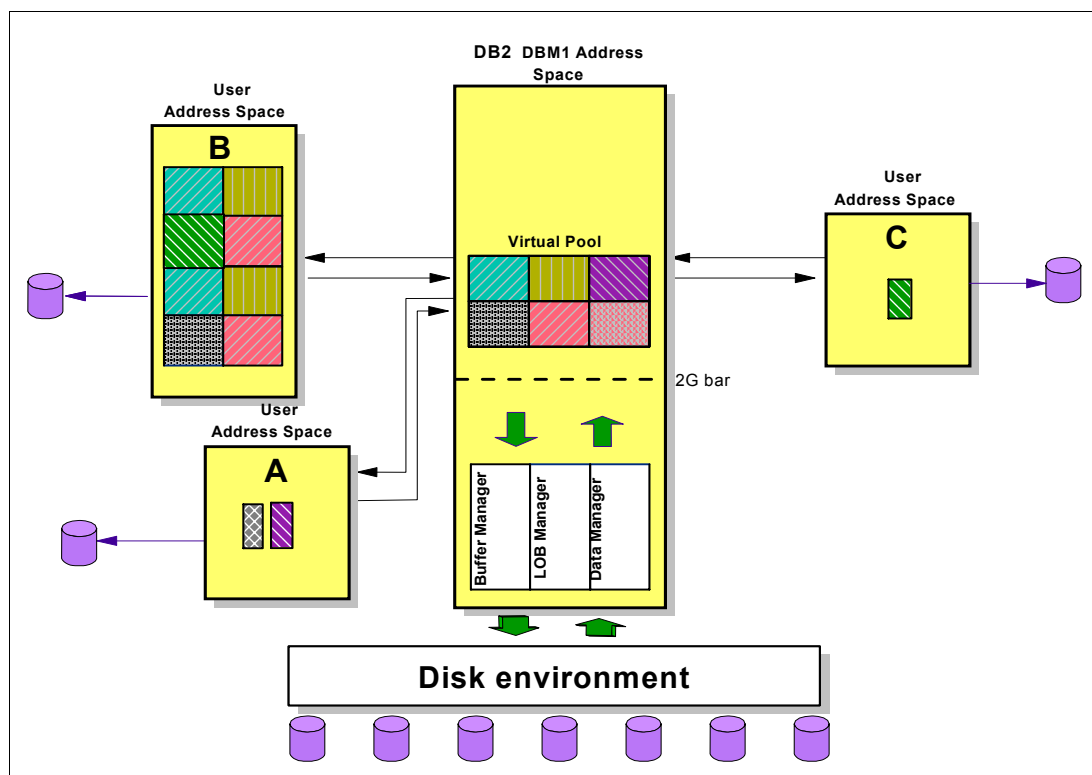 DB2 DBM1 Address
Space
User
Address Space
B
User
Address Space
C
Virtual Pool
2G bar
User
Address Space
A
Buffer Manager
LOB Manager
Data Manager
Disk environment